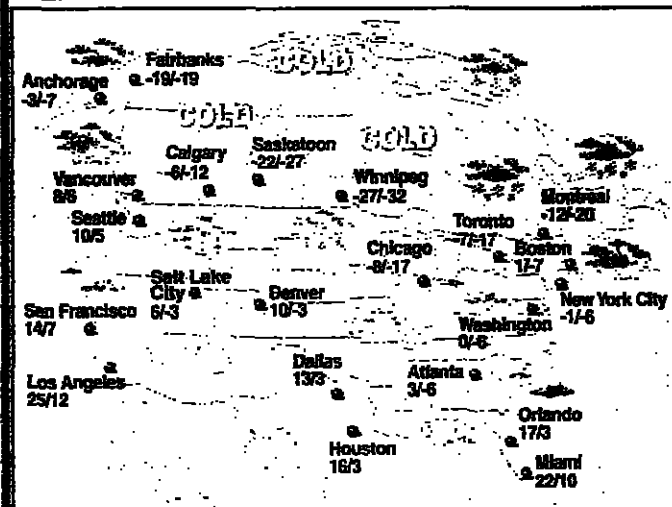 Fairbanks
-19/-19
COLD
Anchorage
-3/-7
COLD
COLD
Calgary
-6/-12
Saskatoon
-22/-27
Winnipeg
-27/-32
Vancouver
8/6
Seattle
10/5
Montreal
-12/-20
Toronto
-7/-17
Boston
1/-7
Chicago
-8/-17
Salt Lake
City
6/-3
Denver
10/-3
New York City
-1/-6
San Francisco
14/7
Washington
0/-6
Los Angeles
25/12
Dallas
13/3
Atlanta
3/-6
Orlando
17/3
Houston
16/3
Miami
22/10